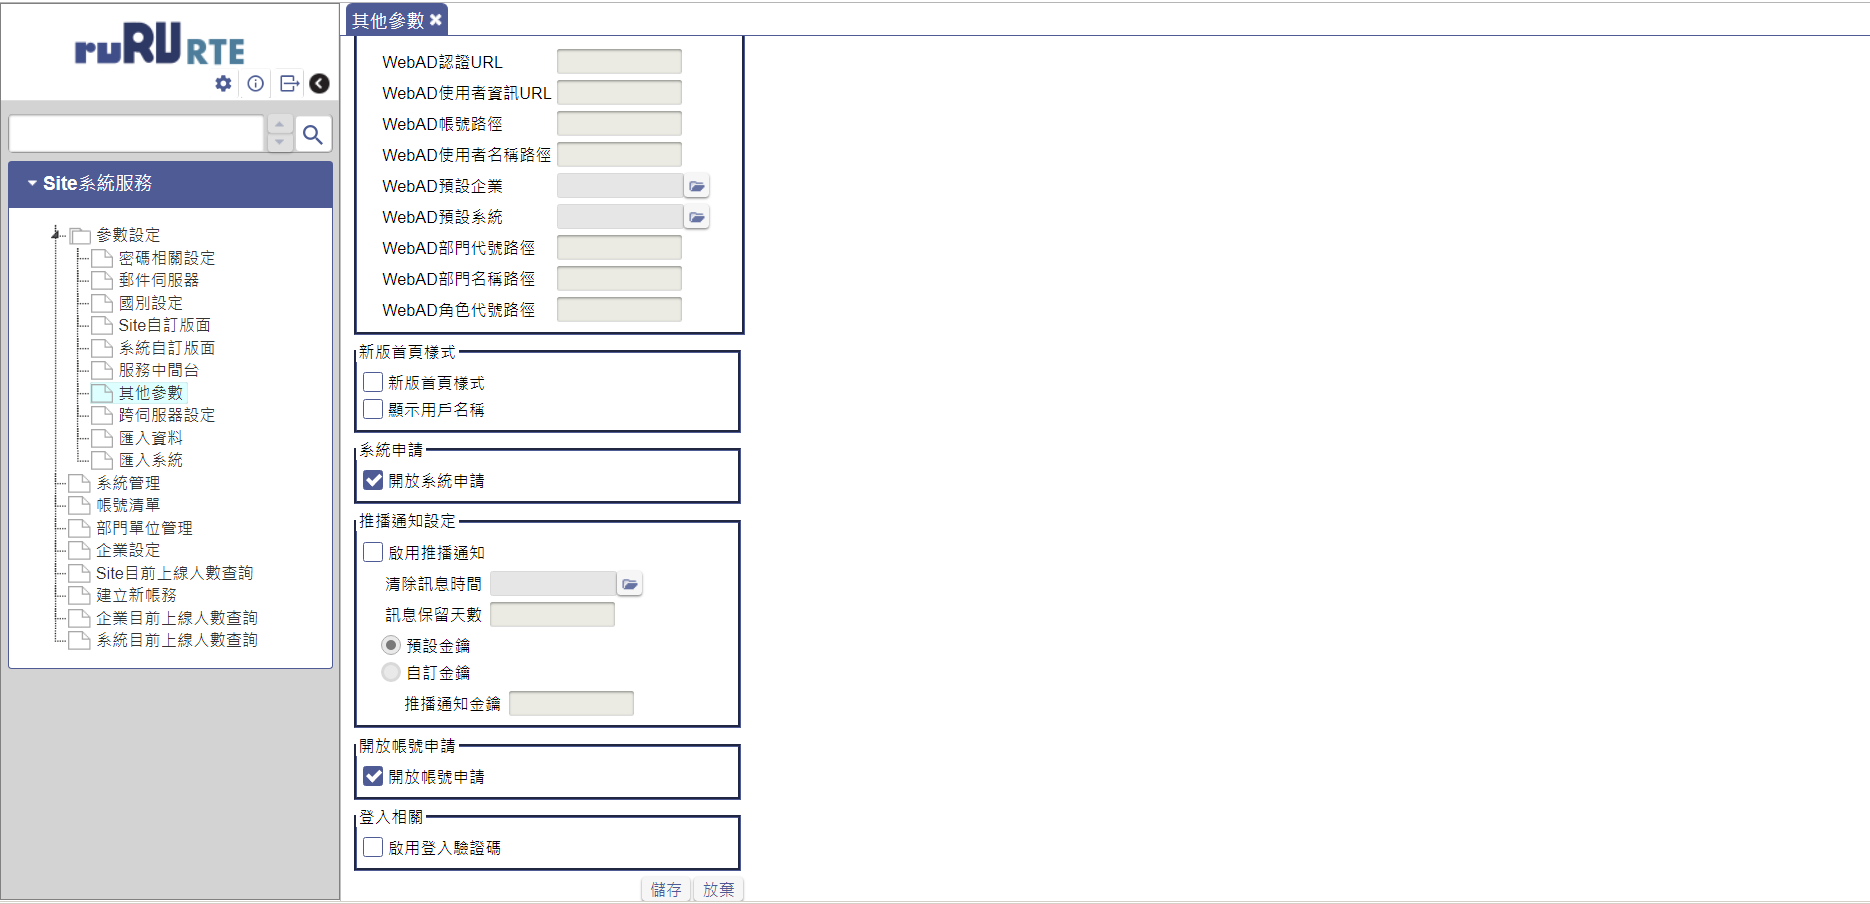 ruRU RTE
Site系統服務
參數設定
密碼相關設定
郵件伺服器
國別設定
Site自訂版面
系統自訂版面
服務中間台
其他參數
跨伺服器設定
匯入資料
匯入系統
系統管理
帳號清單
部門單位管理
企業設定
Site目前上線人數查詢
建立新帳務
企業目前上線人數查詢
系統目前上線人數查詢
其他參數
WebAD認證URL
WebAD使用者資訊URL
WebAD帳號路徑
WebAD使用者名稱路徑
WebAD預設企業
WebAD預設系統
WebAD部門代號路徑
WebAD部門名稱路徑
WebAD角色代號路徑
新版首頁樣式
新版首頁樣式
顯示用戶名稱
系統申請
開放系統申請
推播通知設定
啟用推播通知
清除訊息時間
訊息保留天數
預設金鑰
自訂金鑰
推播通知金鑰
開放帳號申請
開放帳號申請
登入相關
啟用登入驗證碼
儲存 放棄